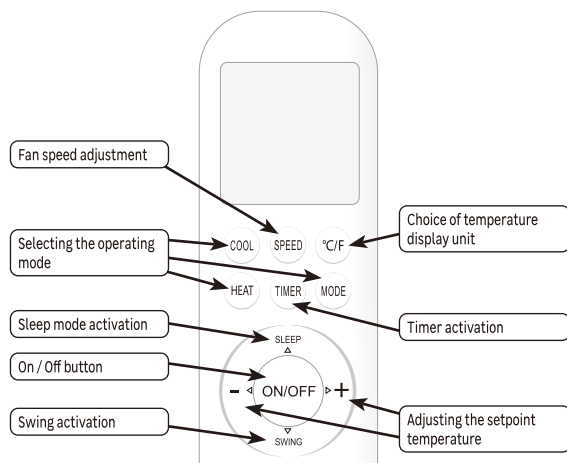 Fan speed adjustment
Choice of temperature
display unit
COOL
SPEED
°C/F
Selecting the operating
mode
HEAT
TIMER
MODE
Sleep mode activation
Timer activation
SLEEP
On / Off button
- ON/OFF +
Swing activation
Adjusting the setpoint
temperature
SWING